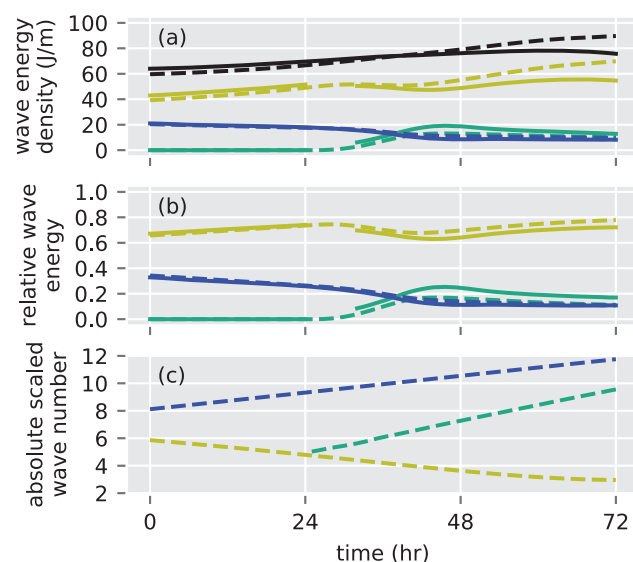 wave energy
density (J/m)
100
80
60
40
20
0
(a)
relative wave
energy
1.0
0.8
0.6
0.4
0.2
0.0
(b)
absolute scaled
wave number
12
10
8
6
4
2
(c)
0 24 48 72
time (hr)